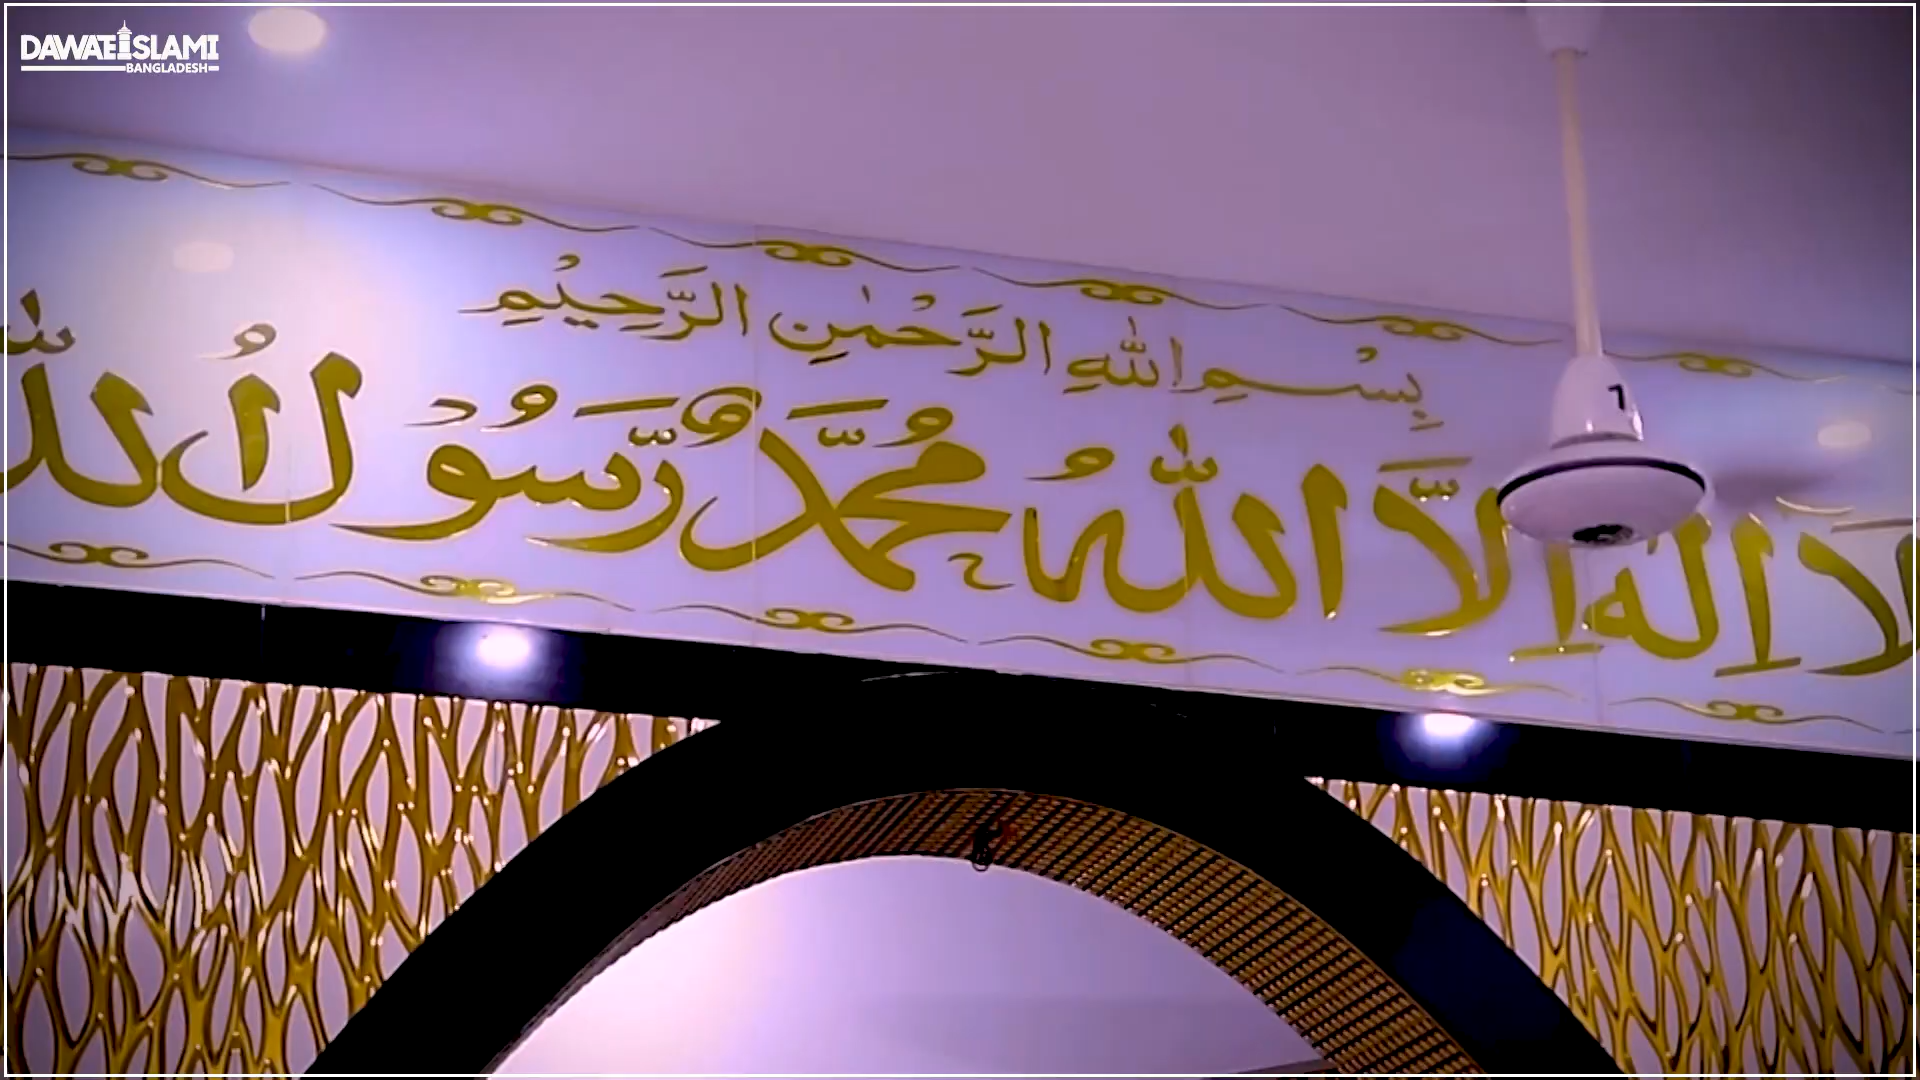 DAWATEISLAMI
BANGLADESH
بِسْمِ اللّٰهِ الرَّحْمٰنِ الرَّحِيْمِ
لَآ اِلٰهَ اِلَّا اللّٰهُ مُحَمَّدٌ رَّسُوْلُ اللّٰ